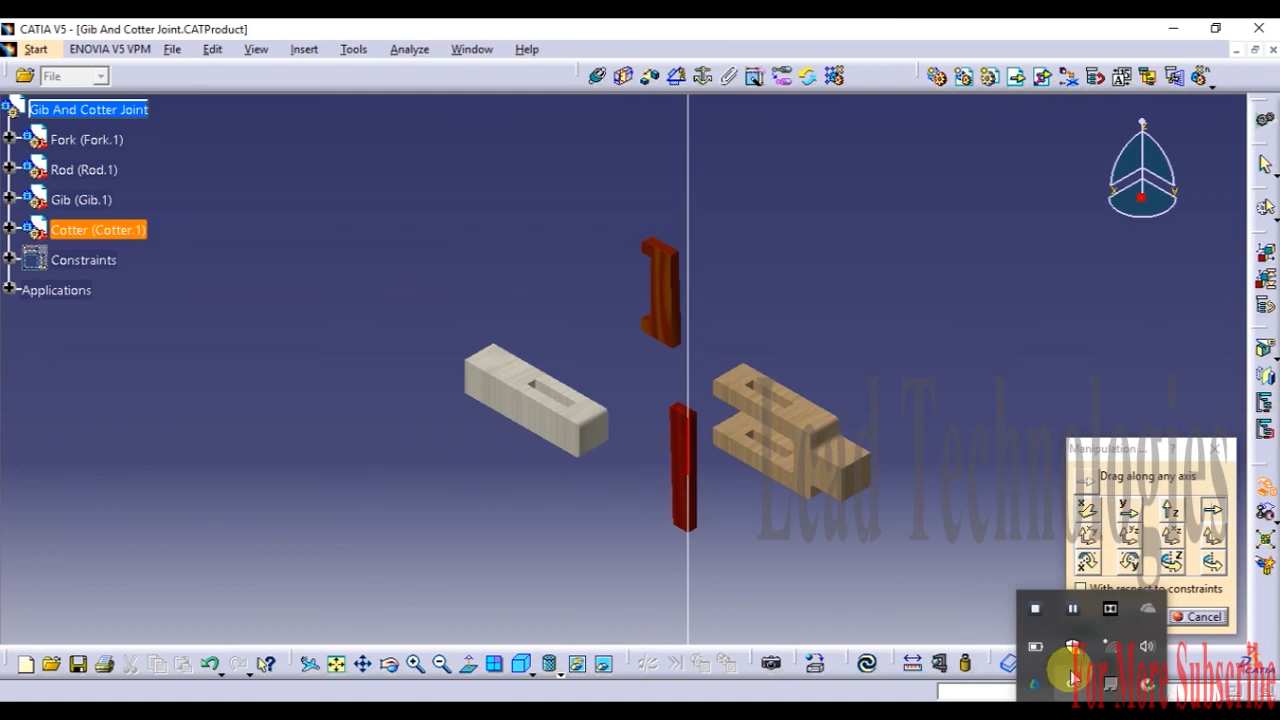 CATIA V5 - [Gib And Cotter Joint.CATProduct]
Start ENOVIA V5 VPM File Edit View Insert Tools Analyze Window Help
File
Gib And Cotter Joint
Fork (Fork.1)
Rod (Rod.1)
Gib (Gib.1)
Cotter (Cotter.1)
Constraints
Applications
Lead Technologies
Manipulation ...
Drag along any axis
With respect to constraints
Cancel
For More Subscribe